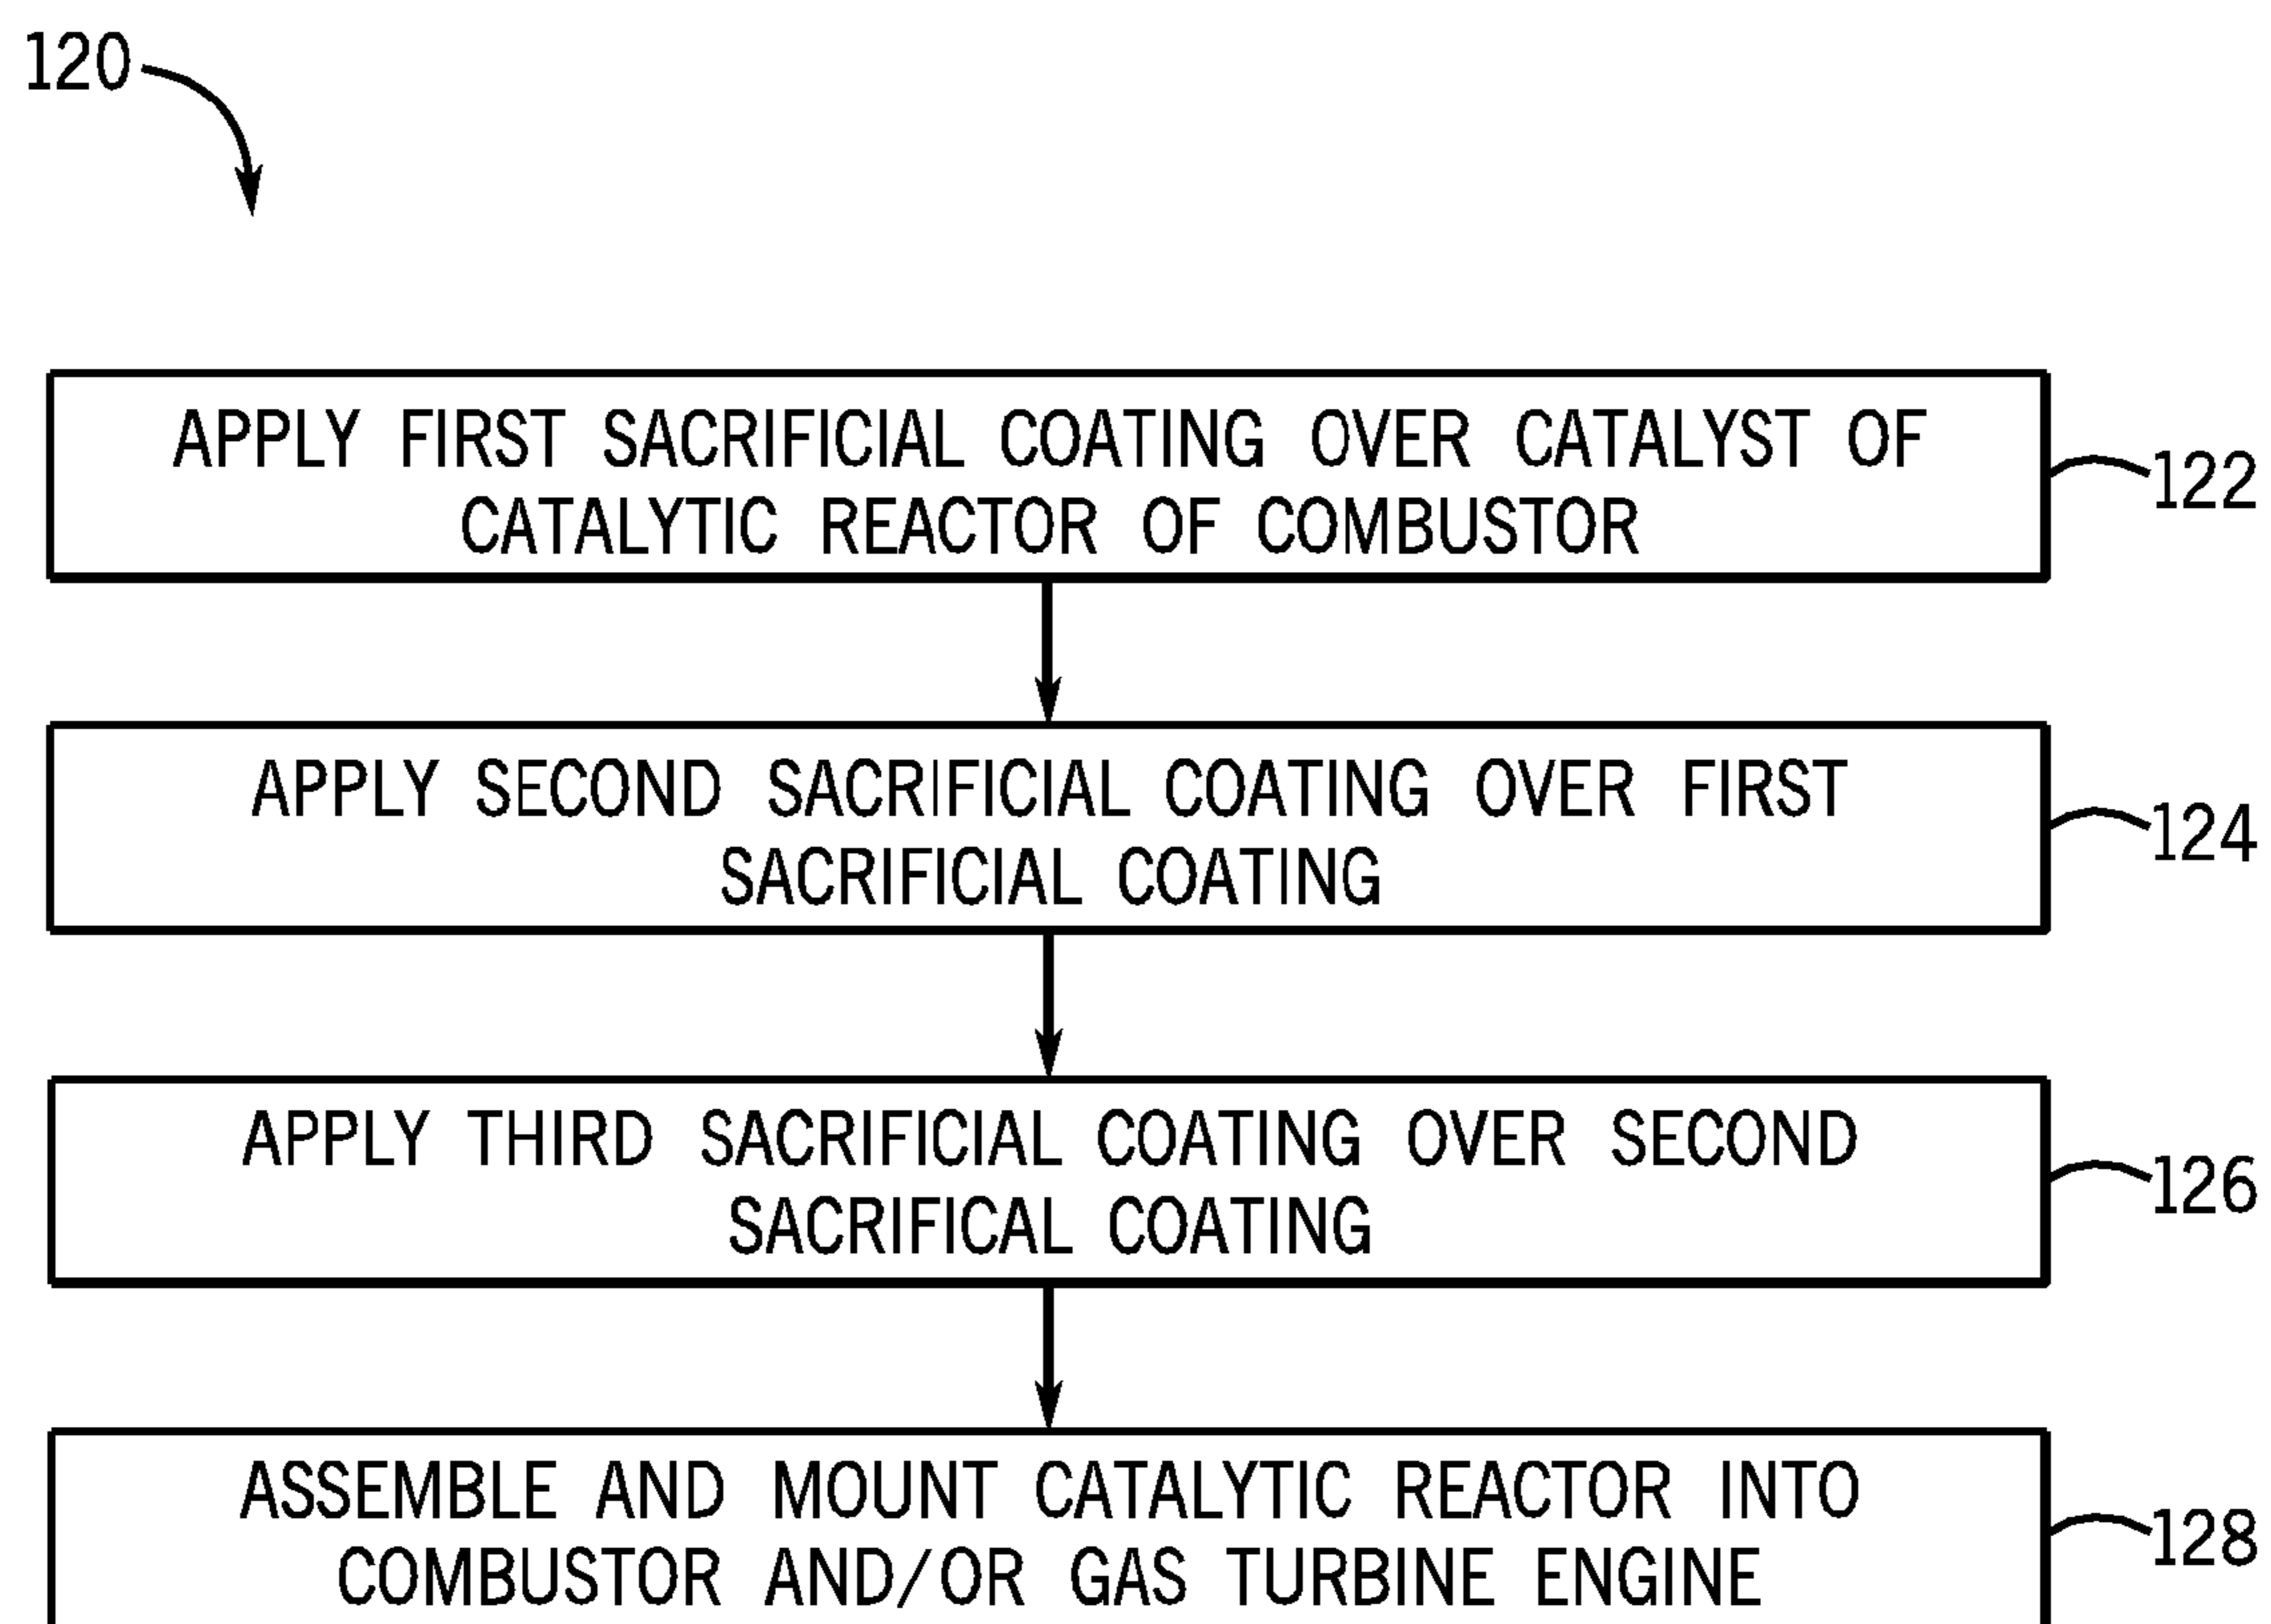 120
APPLY FIRST SACRIFICIAL COATING OVER CATALYST OF
CATALYTIC REACTOR OF COMBUSTOR
122
APPLY SECOND SACRIFICIAL COATING OVER FIRST
SACRIFICIAL COATING
124
APPLY THIRD SACRIFICIAL COATING OVER SECOND
SACRIFICAL COATING
126
ASSEMBLE AND MOUNT CATALYTIC REACTOR INTO
COMBUSTOR AND/OR GAS TURBINE ENGINE
128